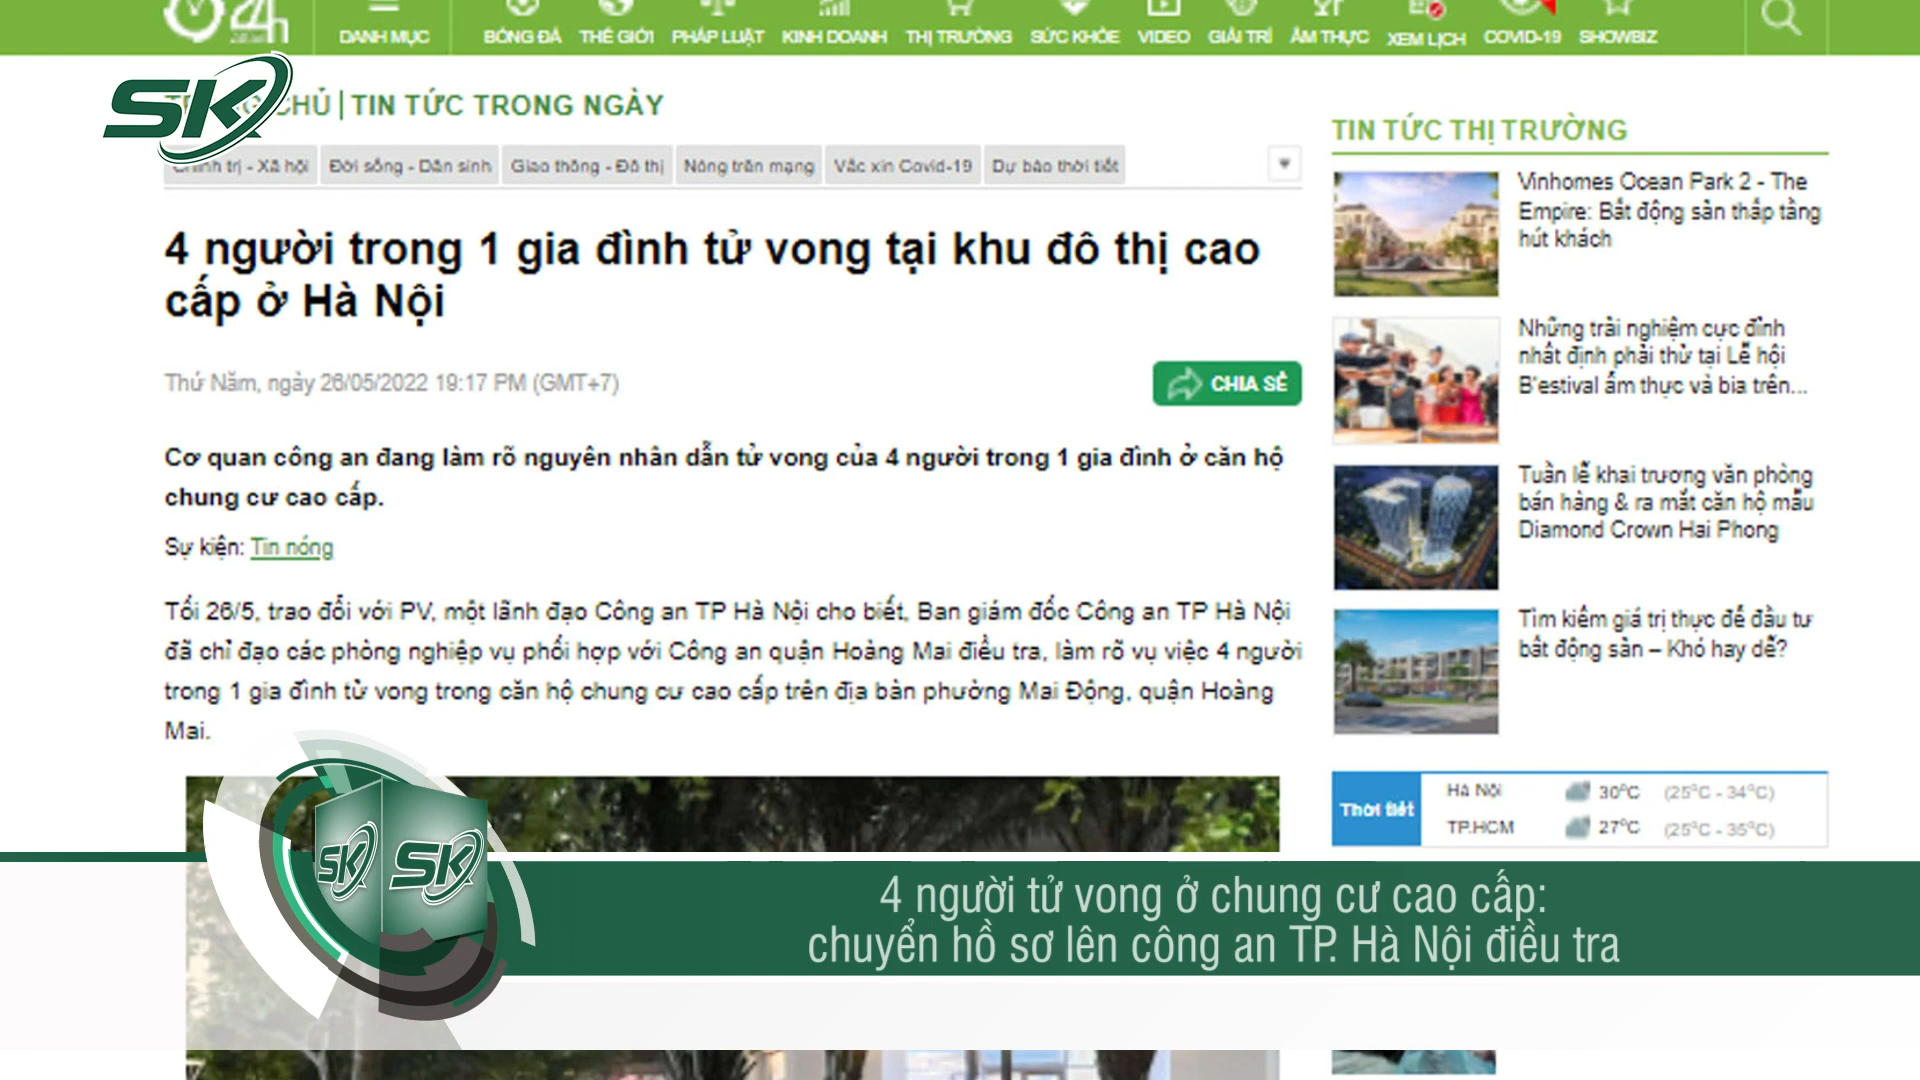 24h
DANH MỤC
BÓNG ĐÁ
THẾ GIỚI
PHÁP LUẬT
KINH DOANH
THỊ TRƯỜNG
SỨC KHỎE
VIDEO
GIẢI TRÍ
ẨM THỰC
XEM LỊCH
COVID-19
SHOWBIZ
SK
CHỦ | TIN TỨC TRONG NGÀY
Chính trị - Xã hội
Đời sống - Dân sinh
Giao thông - Đô thị
Nóng trên mạng
Vắc xin Covid-19
Dự báo thời tiết
4 người trong 1 gia đình tử vong tại khu đô thị cao
cấp ở Hà Nội
Thứ Năm, ngày 26/05/2022 19:17 PM (GMT+7)
CHIA SẺ
Cơ quan công an đang làm rõ nguyên nhân dẫn tử vong của 4 người trong 1 gia đình ở căn hộ
chung cư cao cấp.
Sự kiện: Tin nóng
Tối 26/5, trao đổi với PV, một lãnh đạo Công an TP Hà Nội cho biết, Ban giám đốc Công an TP Hà Nội
đã chỉ đạo các phòng nghiệp vụ phối hợp với Công an quận Hoàng Mai điều tra, làm rõ vụ việc 4 người
trong 1 gia đình tử vong trong căn hộ chung cư cao cấp trên địa bàn phường Mai Động, quận Hoàng
Mai.
TIN TỨC THỊ TRƯỜNG
Vinhomes Ocean Park 2 - The
Empire: Bất động sản thấp tầng
hút khách
Những trải nghiệm cực đỉnh
nhất định phải thử tại Lễ hội
B'estival ẩm thực và bia trên...
Tuần lễ khai trương văn phòng
bán hàng & ra mắt căn hộ mẫu
Diamond Crown Hai Phong
Tìm kiếm giá trị thực để đầu tư
bất động sản – Khó hay dễ?
Thời tiết
Hà Nội 30°C (25°C - 34°C)
TP.HCM 27°C (25°C - 35°C)
SK SK
4 người tử vong ở chung cư cao cấp:
chuyển hồ sơ lên công an TP. Hà Nội điều tra